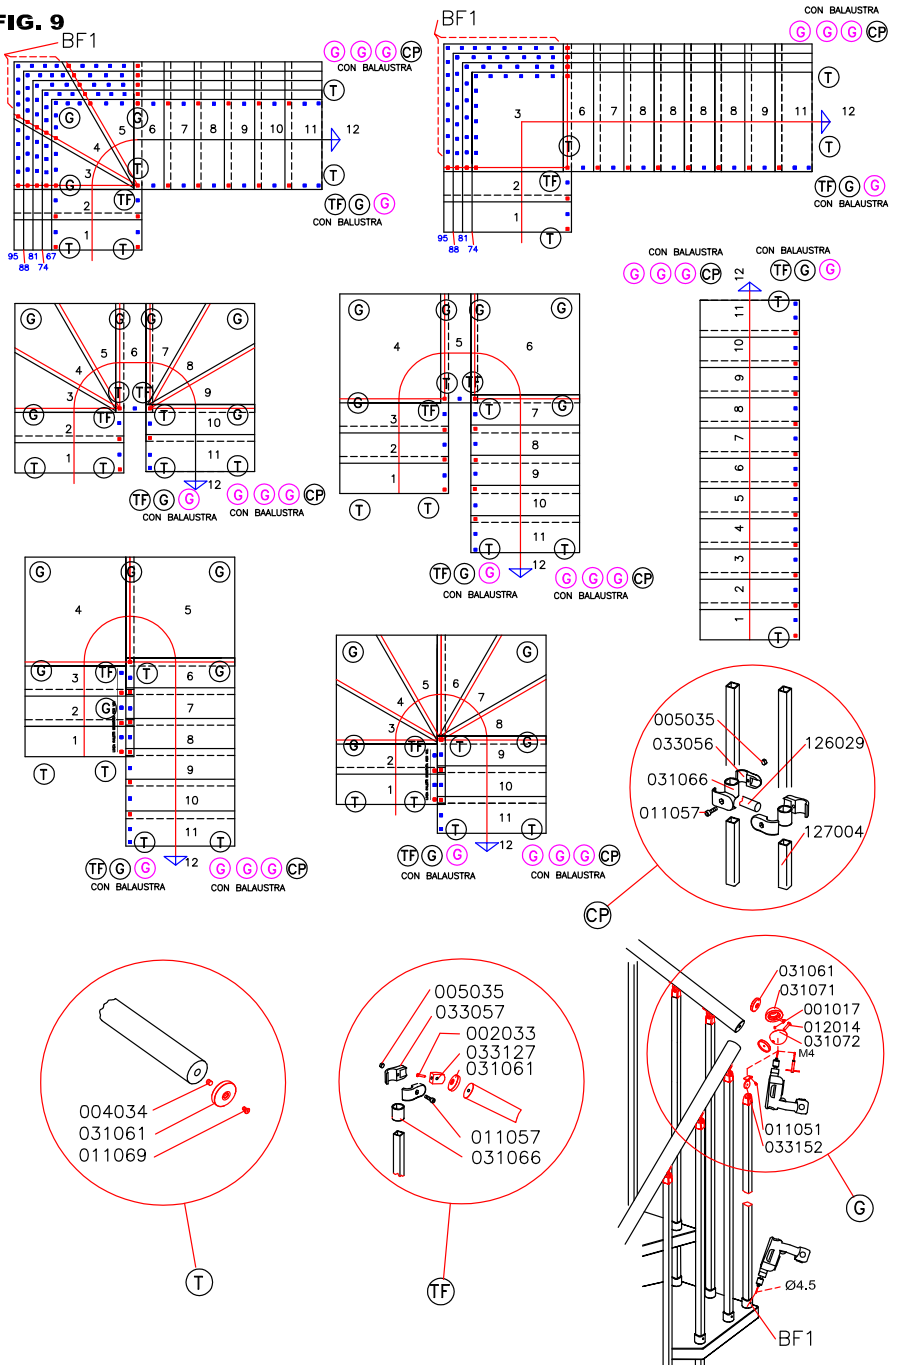 FIG. 9
BF1
G G G CP
CON BALAUSTRA
T
G G
5 6 7 8 9 10 11 12
4
3 T T
G TF
2
1
TF G G
CON BALAUSTRA
T T
95 81 67
88 74
BF1
CON BALAUSTRA
G G G CP
T
3 6 7 8 8 8 8 9 11 12
T T
2 TF
1
T
TF G G
CON BALAUSTRA
95 81
88 74
CON BALAUSTRA
G G G CP
CON BALAUSTRA
TF G G
12
T
11
10
9
8
7
6
5
4
3
2
1
T
G G G G
5 6 7
4 8
3 T TF 9
G TF T G
2 10
1 11
T T T T
12
TF G G
CON BALAUSTRA
G G G CP
CON BAALUSTRA
G G G G
4 5 6
T TF
G TF T G
3 7
2 8
1 9
T T 10
11
T T
12
TF G G
CON BALAUSTRA
G G G CP
CON BALAUSTRA
G G G
4 5
G TF T G
3 6
2 G 7
1 8
T T 9
10
11
T T
12
TF G G
CON BALAUSTRA
G G G CP
CON BALAUSTRA
G G
5 6
4 7
3 8
G TF T G
2 9
1 10
T T 11
T T
12
TF G G
CON BALAUSTRA
G G G CP
CON BALAUSTRA
005035
033056
126029
031066
011057
127004
CP
004034
031061
011069
T
005035
033057
002033
033127
031061
011057
031066
TF
031061
031071
001017
012014
031072
M4
011051
033152
G
Ø4.5
BF1